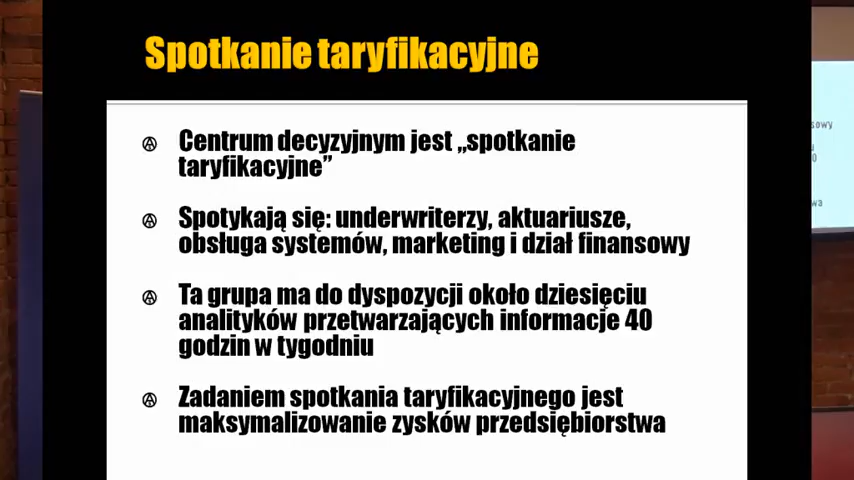 Spotkanie taryfikacyjne
Centrum decyzyjnym jest „spotkanie
taryfikacyjne”
Spotykają się: underwriterzy, aktuariusze,
obsługa systemów, marketing i dział finansowy
Ta grupa ma do dyspozycji około dziesięciu
analityków przetwarzających informacje 40
godzin w tygodniu
Zadaniem spotkania taryfikacyjnego jest
maksymalizowanie zysków przedsiębiorstwa